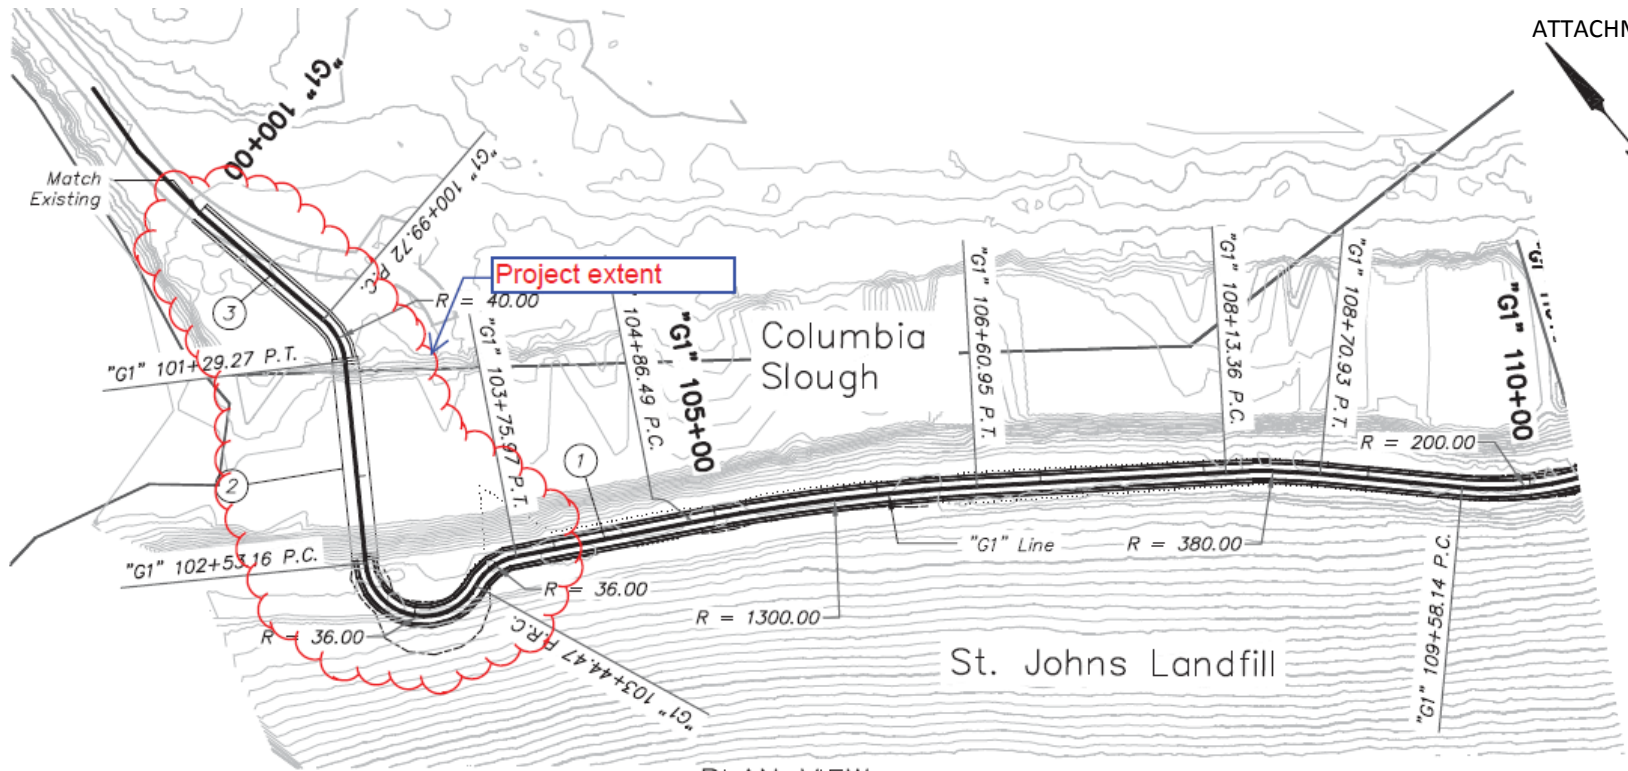 ATTACHM
"G1" 100+00
Match
Existing
"G1" 100+99.72 P.C.
Project extent
R = 40.00
3
"G1" 101+29.27 P.T.
"G1" 103+75.97 P.T.
104+86.49 P.C.
"G1" 105+00
Columbia
Slough
"G1" 106+60.95 P.T.
"G1" 108+13.36 P.C.
"G1" 108+70.93 P.T.
"G1" 110+00
"G1"
R = 200.00
1
2
"G1" 102+53.16 P.C.
"G1" Line
R = 380.00
R = 36.00
R = 1300.00
R = 36.00
"G1" 103+44.47 P.R.C.
St. Johns Landfill
"G1" 109+58.14 P.C.
PLAN VIEW